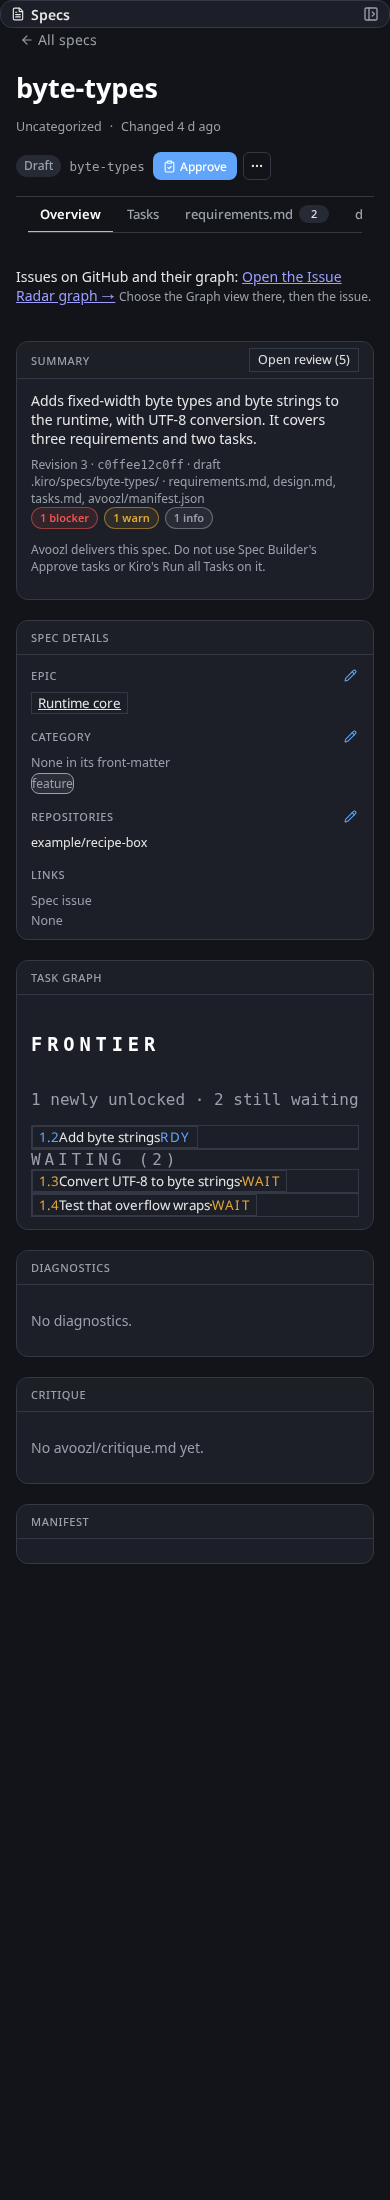 Specs
← All specs
byte-types
Uncategorized · Changed 4 d ago
Draft byte-types Approve ···
Overview Tasks requirements.md 2 d
Issues on GitHub and their graph: Open the Issue
Radar graph → Choose the Graph view there, then the issue.
SUMMARY Open review (5)
Adds fixed-width byte types and byte strings to
the runtime, with UTF-8 conversion. It covers
three requirements and two tasks.
Revision 3 · c0ffee12c0ff · draft
.kiro/specs/byte-types/ · requirements.md, design.md,
tasks.md, avoozl/manifest.json
1 blocker 1 warn 1 info
Avoozl delivers this spec. Do not use Spec Builder's
Approve tasks or Kiro's Run all Tasks on it.
SPEC DETAILS
EPIC
Runtime core
CATEGORY
None in its front-matter
feature
REPOSITORIES
example/recipe-box
LINKS
Spec issue
None
TASK GRAPH
FRONTIER
1 newly unlocked · 2 still waiting
1.2Add byte stringsRDY
WAITING (2)
1.3Convert UTF-8 to byte strings·WAIT
1.4Test that overflow wraps·WAIT
DIAGNOSTICS
No diagnostics.
CRITIQUE
No avoozl/critique.md yet.
MANIFEST